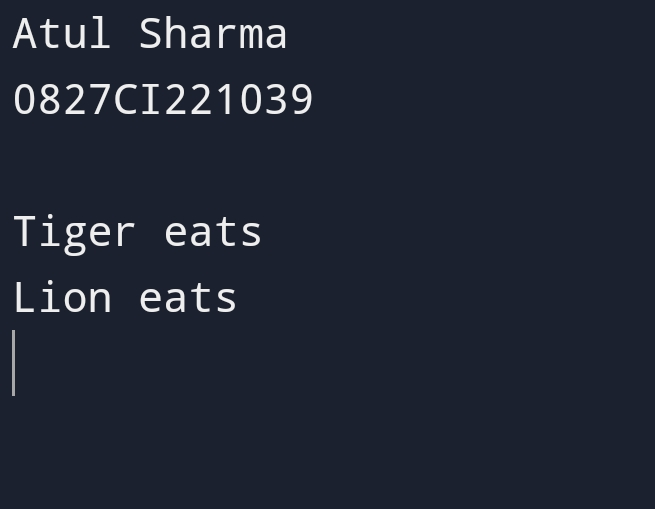 Atul Sharma
0827CI221039
Tiger eats
Lion eats